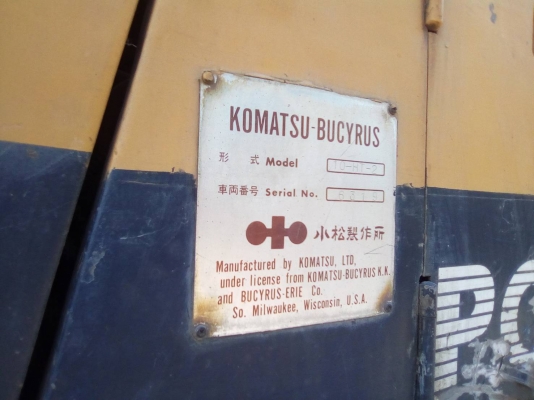 KOMATSU-BUCYRUS
形 式 Model
車両番号 Serial No.
小松製作所
Manufactured by KOMATSU, LTD.
under license from KOMATSU-BUCYRUS K.K.
and BUCYRUS-ERIE Co.
So. Milwaukee, Wisconsin, U.S.A.